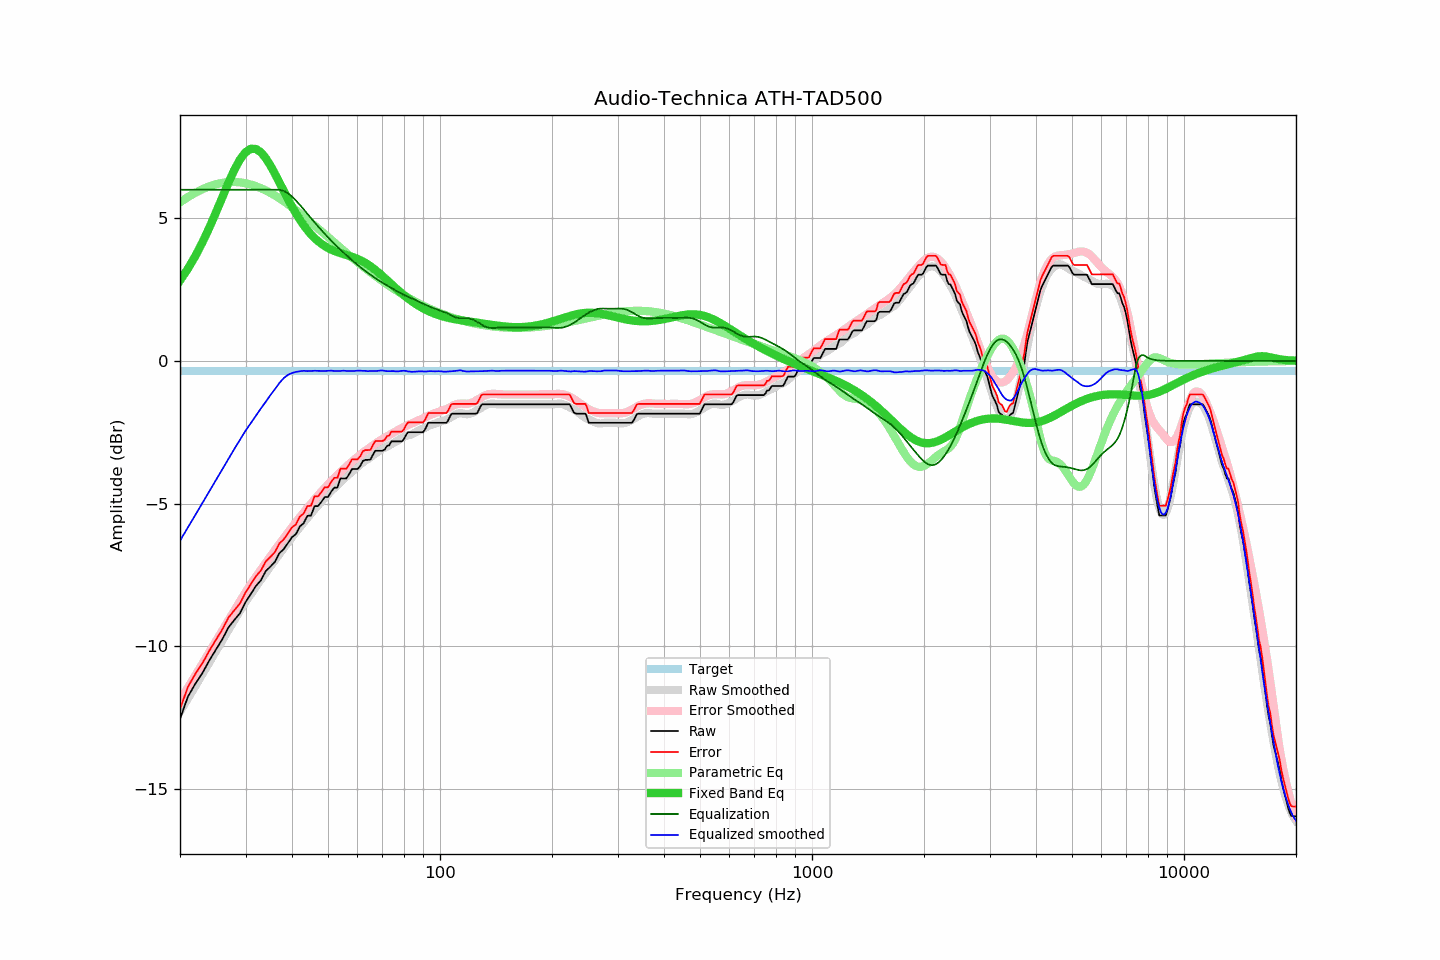 Audio-Technica ATH-TAD500
Amplitude (dBr)
5
0
−5
−10
−15
Target
Raw Smoothed
Error Smoothed
Raw
Error
Parametric Eq
Fixed Band Eq
Equalization
Equalized smoothed
100
1000
10000
Frequency (Hz)